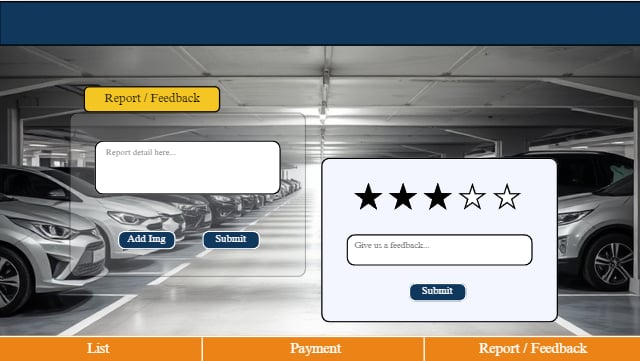 Report / Feedback
Report detail here...
Add Img
Submit
Give us a feedback...
Submit
List
Payment
Report / Feedback